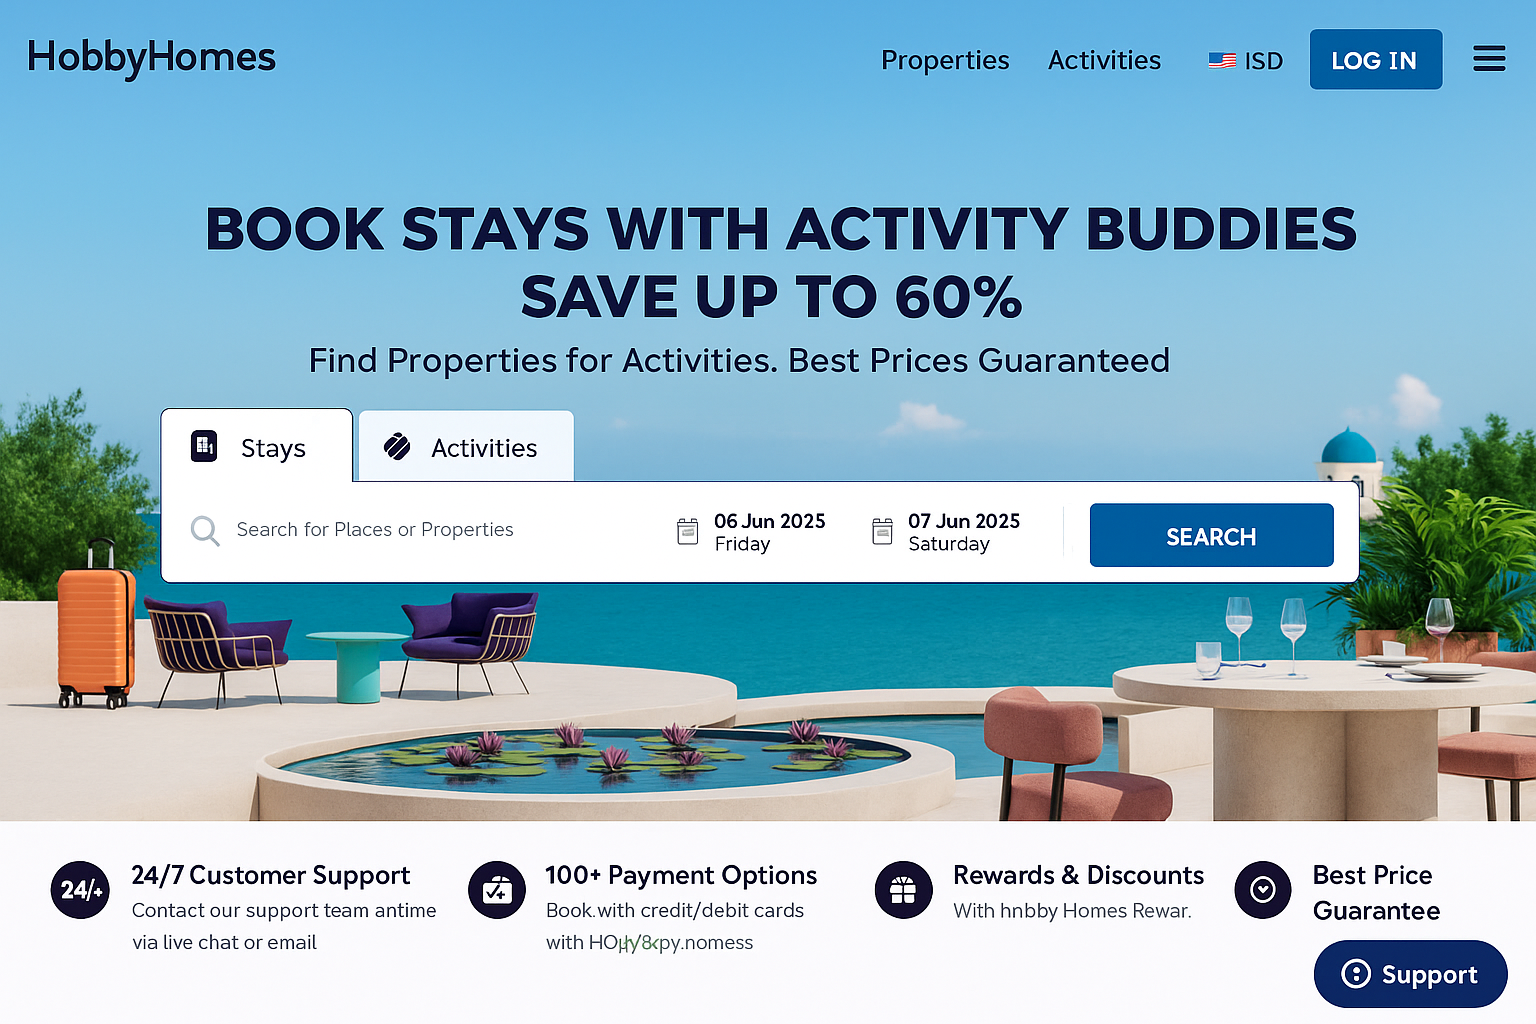 HobbyHomes
Properties Activities ISD LOG IN
BOOK STAYS WITH ACTIVITY BUDDIES
SAVE UP TO 60%
Find Properties for Activities. Best Prices Guaranteed
Stays Activities
Search for Places or Properties
06 Jun 2025
Friday
07 Jun 2025
Saturday
SEARCH
24/+
24/7 Customer Support
Contact our support team antime
via live chat or email
100+ Payment Options
Book.with credit/debit cards
with
Rewards & Discounts
With hnbby Homes Rewar.
Best Price
Guarantee
Support